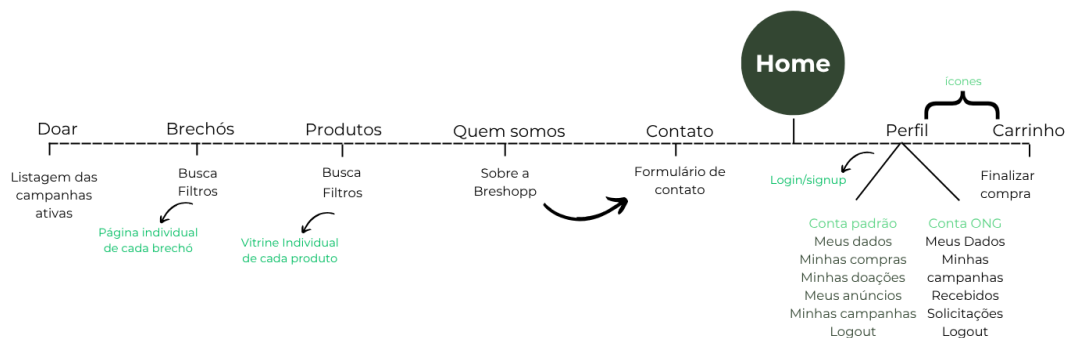 Home
ícones
Doar
Brechós
Produtos
Quem somos
Contato
Perfil
Carrinho
Listagem das
campanhas
ativas
Busca
Filtros
Página individual
de cada brechó
Busca
Filtros
Vitrine Individual
de cada produto
Sobre a
Breshopp
Formulário de
contato
Login/signup
Finalizar
compra
Conta padrão
Meus dados
Minhas compras
Minhas doações
Meus anúncios
Minhas campanhas
Logout
Conta ONG
Meus Dados
Minhas
campanhas
Recebidos
Solicitações
Logout